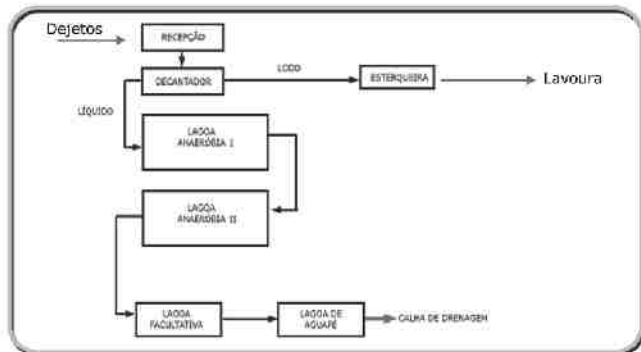 Dejetos
RECEPÇÃO
DECANTADOR
LODO
ESTERQUEIRA
Lavoura
LÍQUIDO
LAGOA
ANAERÓBIA I
LAGOA
ANAERÓBIA II
LAGOA
FACULTATIVA
LAGOA DE
AGUAPÉ
CALHA DE DRENAGEM